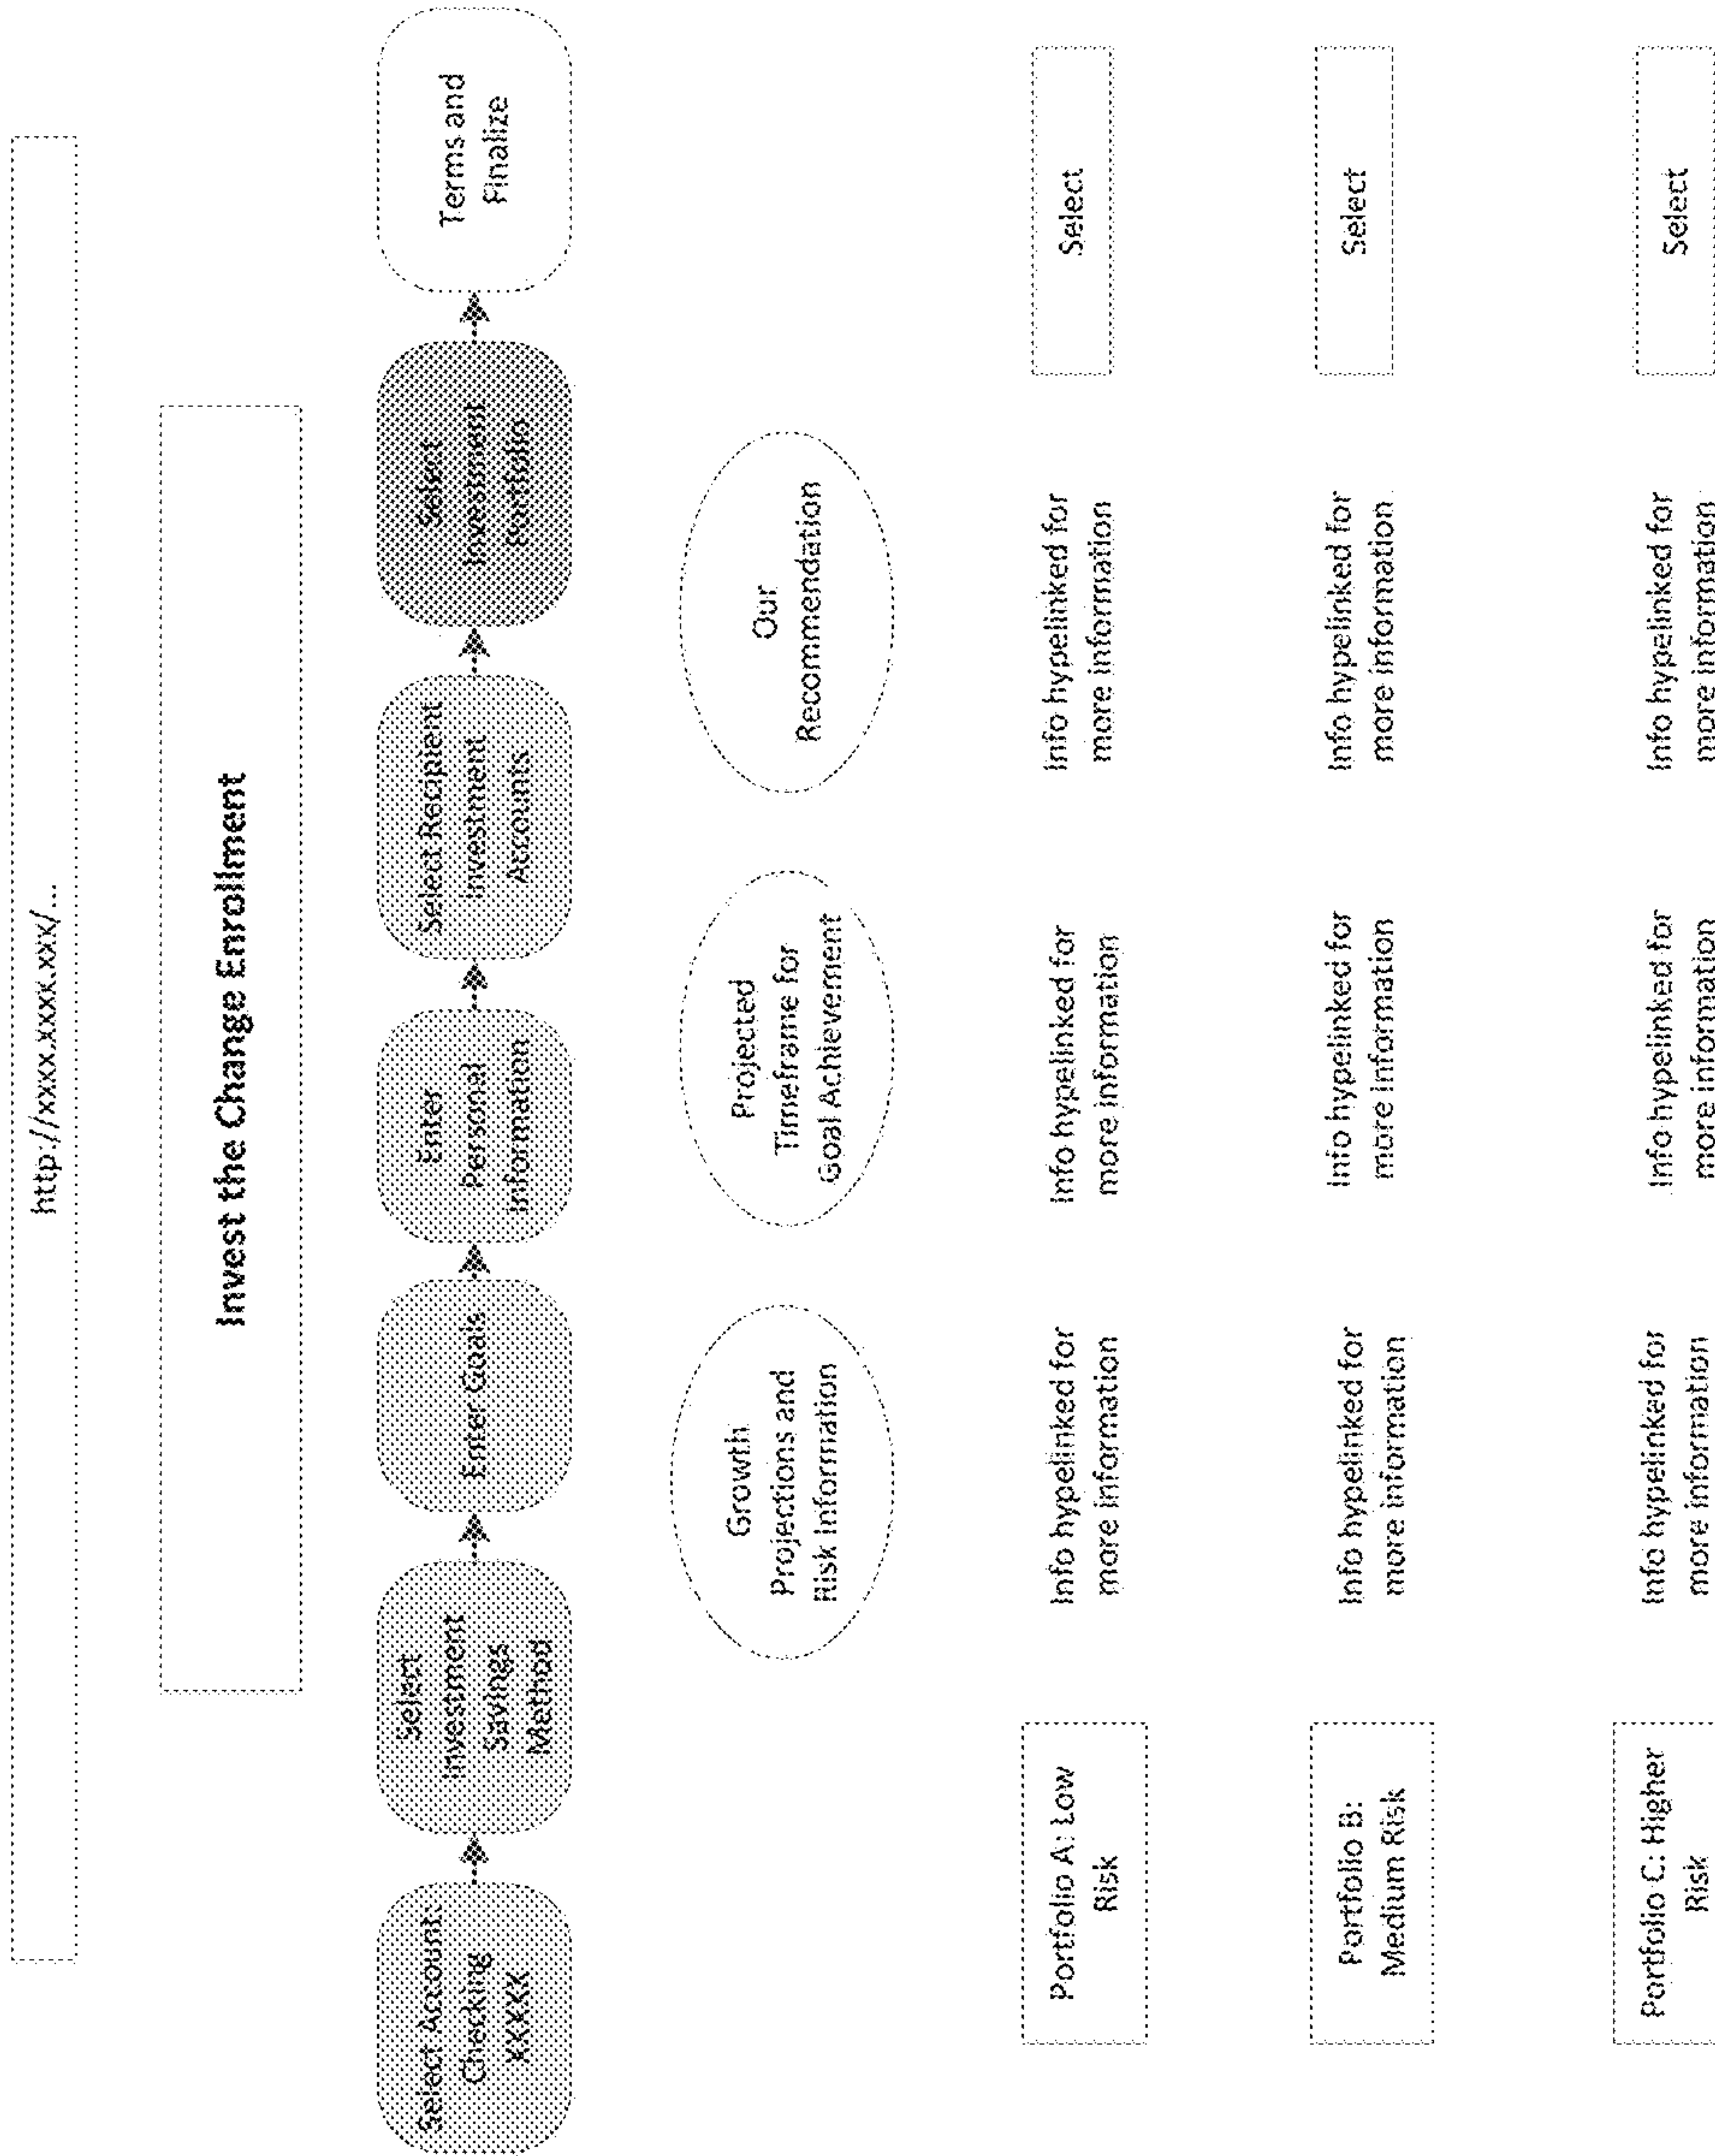 http://xxxx.xxxx.xxx/...
Invest the Change Enrollment
Select Account:
Checking
XXXXX
Select
Investment
Savings
Method
Enter Goals
Enter
Personal
Information
Select Recipient
Investment
Accounts
Select
Investment
Portfolio
Terms and
Finalize
Growth
Projections and
Risk Information
Projected
Timeframe for
Goal Achievement
Our
Recommendation
Portfolio A: Low
Risk
Info hypelinked for
more information
Info hypelinked for
more information
Info hypelinked for
more information
Select
Portfolio B:
Medium Risk
Info hypelinked for
more information
Info hypelinked for
more information
Info hypelinked for
more information
Select
Portfolio C: Higher
Risk
Info hypelinked for
more information
Info hypelinked for
more information
Info hypelinked for
more information
Select